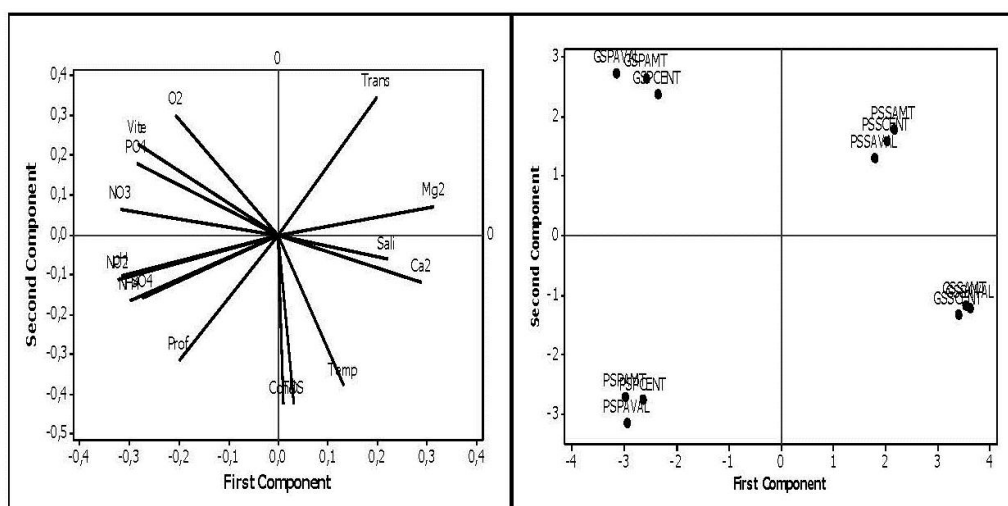 0
0,4
0,3
0,2
0,1
0,0
-0,1
-0,2
-0,3
-0,4
-0,5
Second Component
Trans
O2
Vite
PO4
NO3
Mg2
0
Sali
Ca2
NO2
Prof
Temp
-0,4
-0,3
-0,2
-0,1
0,0
0,1
0,2
0,3
0,4
First Component
3
2
1
0
-1
-2
-3
Second Component
GSPAVAL
GSPAMT
GSPCENT
PSSAMT
PSSCENT
PSSAVAL
GSSCENT
PSPAMT
PSPCENT
PSPAVAL
-4
-3
-2
-1
0
1
2
3
4
First Component